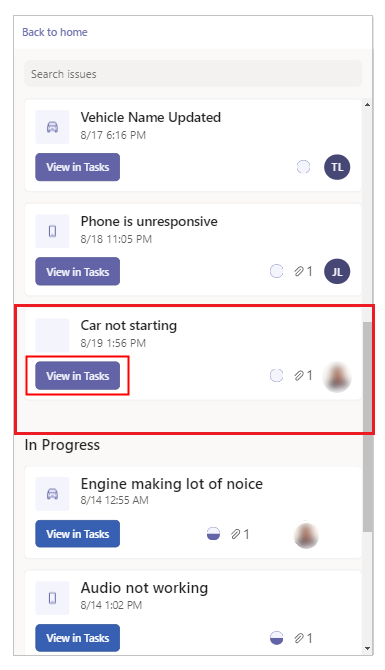 Back to home
Search issues
Vehicle Name Updated
8/17 6:16 PM
View in Tasks
TL
Phone is unresponsive
8/18 11:05 PM
View in Tasks
1
JL
Car not starting
8/19 1:56 PM
View in Tasks
1
In Progress
Engine making lot of noice
8/14 12:55 AM
View in Tasks
1
Audio not working
8/14 1:02 PM
View in Tasks
1